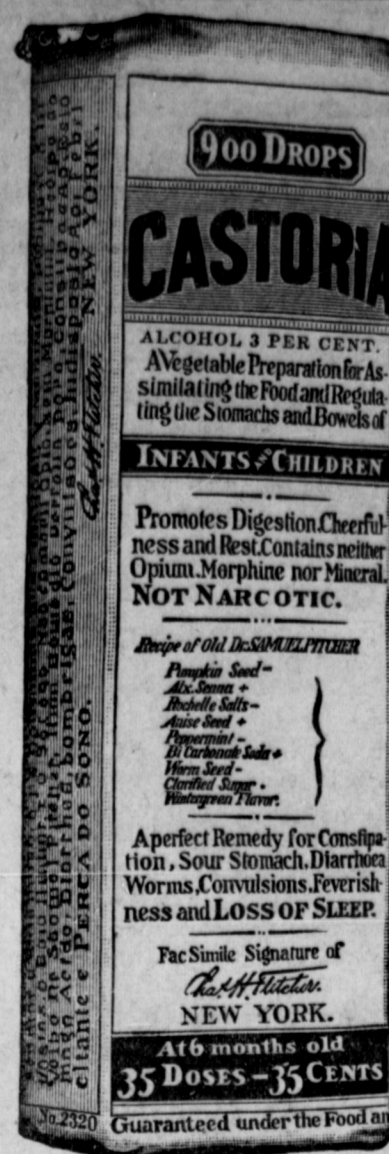 900 DROPS
CASTORIA
ALCOHOL 3 PER CENT.
A Vegetable Preparation for As-
similating the Food and Regula-
ting the Stomachs and Bowels of
INFANTS AND CHILDREN
Promotes Digestion,Cheerful-
ness and Rest.Contains neither
Opium,Morphine nor Mineral.
NOT NARCOTIC.
Recipe of Old Dr. SAMUEL PITCHER
Pumpkin Seed -
Alx. Senna +
Rochelle Salts -
Anise Seed +
Peppermint -
Bi Carbonate Soda +
Worm Seed -
Clarified Sugar .
Wintergreen Flavor.
A perfect Remedy for Constipa-
tion, Sour Stomach, Diarrhoea
Worms, Convulsions, Feverish-
ness and LOSS OF SLEEP.
Fac Simile Signature of
Chas H Fletcher.
NEW YORK.
At 6 months old
35 DOSES - 35 CENTS
Guaranteed under the Food an
Chas H Fletcher. NEW YORK.
e PERCA DO SONO.
No. 2320